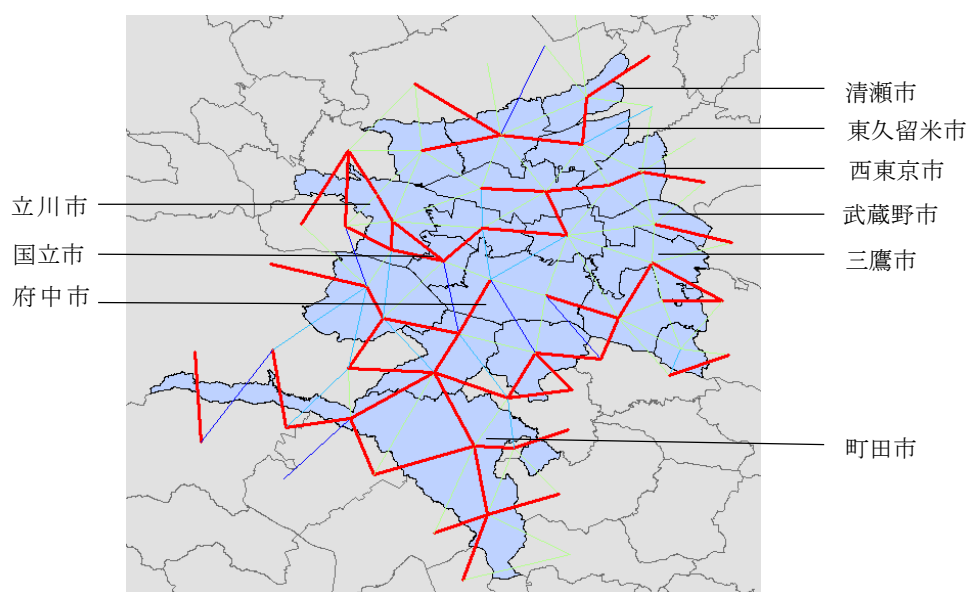 清瀬市
東久留米市
西東京市
立川市
武蔵野市
国立市
三鷹市
府中市
町田市